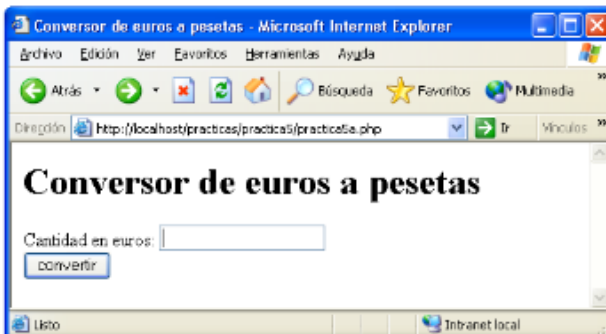 Conversor de euros a pesetas - Microsoft Internet Explorer
Archivo Edición Ver Favoritos Herramientas Ayuda
Atrás Búsqueda Favoritos Multimedia
Dirección http://localhost/practicas/practica5/practica5a.php Ir Vínculos
Conversor de euros a pesetas
Cantidad en euros:
convertir
Listo Intranet local